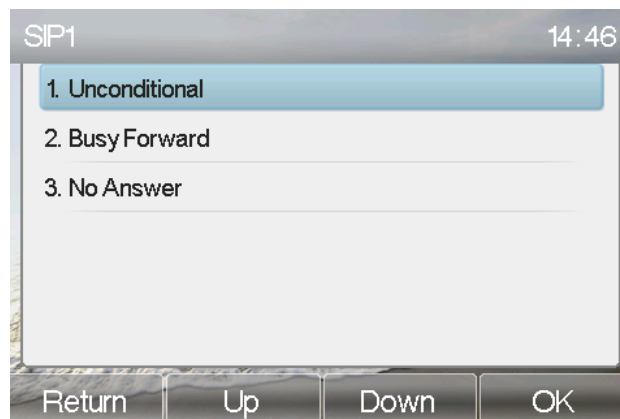 SIP1 14:46
1. Unconditional
2. Busy Forward
3. No Answer
Return Up Down OK